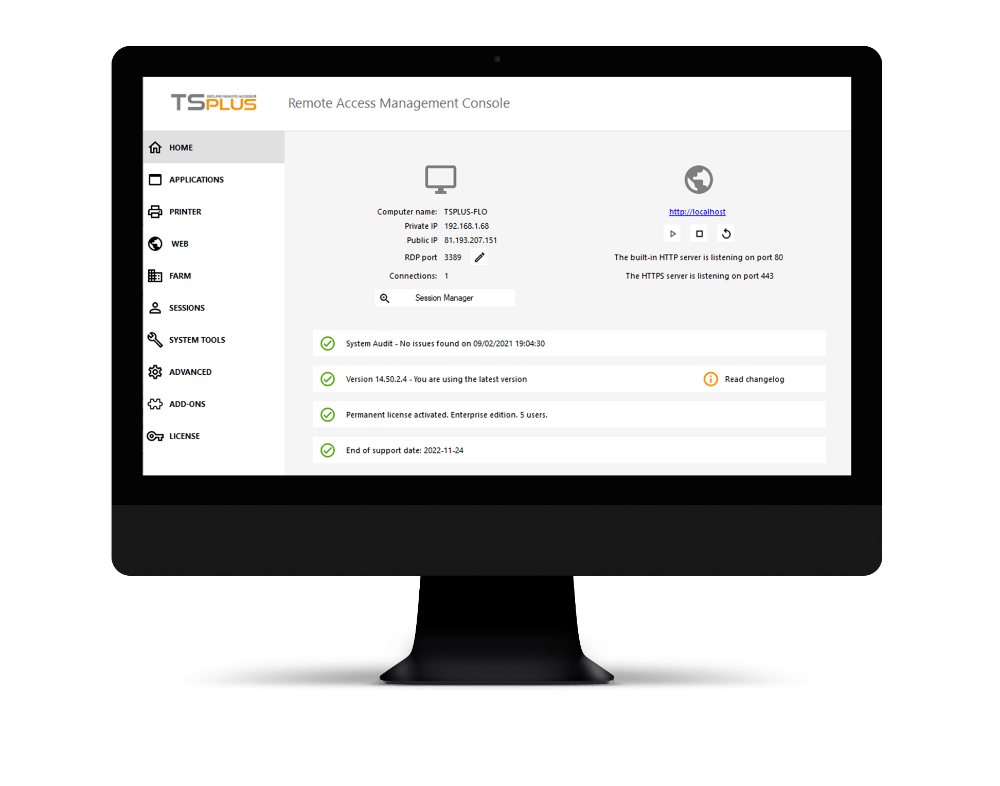 TSPLUS
SECURE REMOTE ACCESS®
Remote Access Management Console
HOME
APPLICATIONS
PRINTER
WEB
FARM
SESSIONS
SYSTEM TOOLS
ADVANCED
ADD-ONS
LICENSE
Computer name: TSPLUS-FLO
Private IP 192.168.1.68
Public IP 81.193.207.151
RDP port 3389
Connections: 1
Session Manager
http://localhost
The built-in HTTP server is listening on port 80
The HTTPS server is listening on port 443
System Audit - No issues found on 09/02/2021 19:04:30
Version 14.50.2.4 - You are using the latest version
Read changelog
Permanent license activated. Enterprise edition. 5 users.
End of support date: 2022-11-24